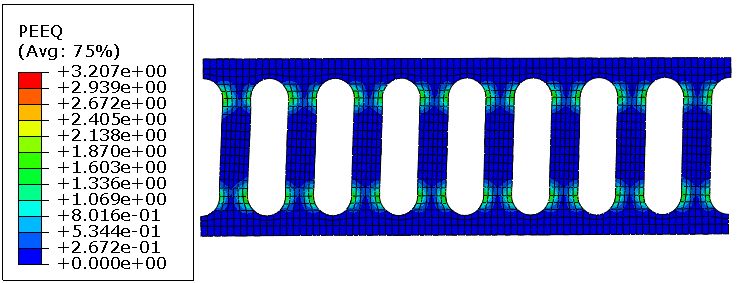 PEEQ
(Avg: 75%)
+3.207e+00
+2.939e+00
+2.672e+00
+2.405e+00
+2.138e+00
+1.870e+00
+1.603e+00
+1.336e+00
+1.069e+00
+8.016e-01
+5.344e-01
+2.672e-01
+0.000e+00